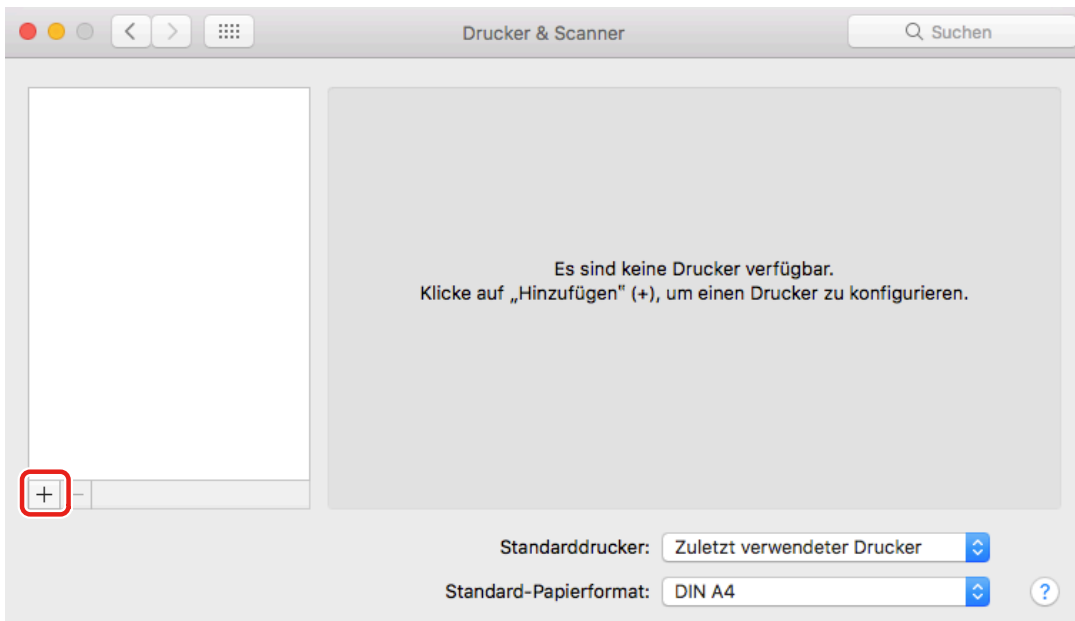 Drucker & Scanner
Suchen
Es sind keine Drucker verfügbar.
Klicke auf „Hinzufügen“ (+), um einen Drucker zu konfigurieren.
+ −
Standarddrucker: Zuletzt verwendeter Drucker
Standard-Papierformat: DIN A4
?